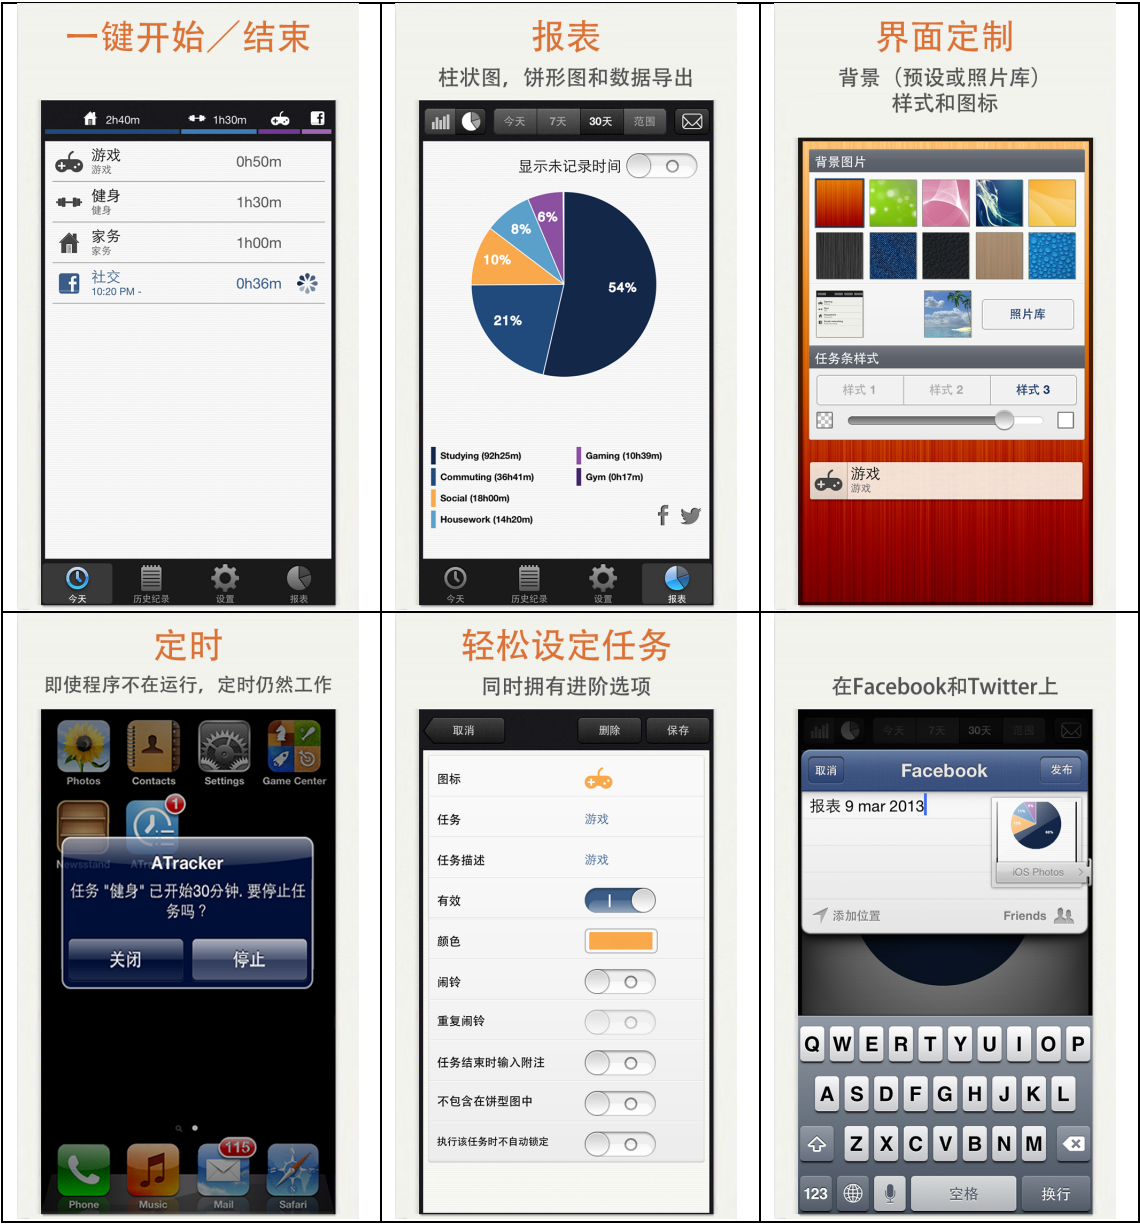 一键开始／结束
2h40m
1h30m
游戏
游戏
0h50m
健身
健身
1h30m
家务
家务
1h00m
社交
10:20 PM -
0h36m
今天
历史纪录
设置
报表
报表
柱状图，饼形图和数据导出
今天
7天
30天
范围
显示未记录时间
6%
8%
10%
54%
21%
Studying (92h25m)
Gaming (10h39m)
Commuting (36h41m)
Gym (0h17m)
Social (18h00m)
Housework (14h20m)
今天
历史纪录
设置
报表
界面定制
背景（预设或照片库）
样式和图标
背景图片
照片库
任务条样式
样式 1
样式 2
样式 3
游戏
游戏
定时
即使程序不在运行，定时仍然工作
Photos
Contacts
Settings
Game Center
1
Newsstand
ATracker
任务 "健身" 已开始30分钟, 要停止任
务吗？
关闭
停止
115
Phone
Music
Mail
Safari
轻松设定任务
同时拥有进阶选项
取消
删除
保存
图标
任务
游戏
任务描述
游戏
有效
颜色
闹铃
重复闹铃
任务结束时输入附注
不包含在饼型图中
执行该任务时不自动锁定
在Facebook和Twitter上
今天
7天
30天
范围
取消
Facebook
发布
报表 9 mar 2013
iOS Photos
添加位置
Friends
Q W E R T Y U I O P
A S D F G H J K L
Z X C V B N M
123
空格
换行